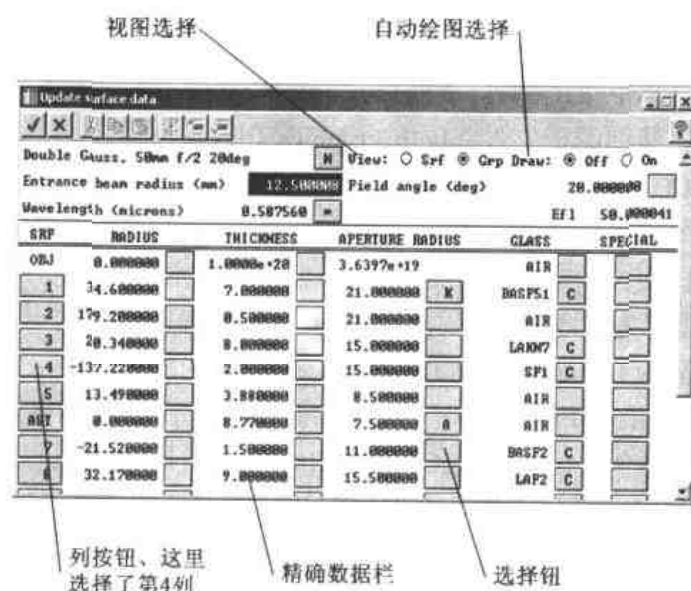 视图选择 自动绘图选择
Update surface data
Double Gauss, 50mm f/2 20deg M View: Srf Grp Draw: Off On
Entrance beam radius (mm) 12.500000 Field angle (deg) 20.000000
Wavelength (microns) 0.587560 Efl 50.000041
SRF RADIUS THICKNESS APERTURE RADIUS GLASS SPECIAL
OBJ 0.000000 1.0000e+20 3.6397e+19 AIR
1 34.600000 7.000000 21.000000 K BASF51 C
2 179.200000 0.500000 21.000000 AIR
3 20.340000 8.000000 15.000000 LAKN7 C
4 -137.220000 2.000000 15.000000 SF1 C
5 13.490000 3.880000 8.500000 AIR
AST 0.000000 8.770000 7.500000 A AIR
7 -21.520000 1.500000 11.000000 BASF2 C
8 32.170000 9.000000 15.500000 LAF2 C
列按钮、这里
选择了第4列
精确数据栏
选择钮